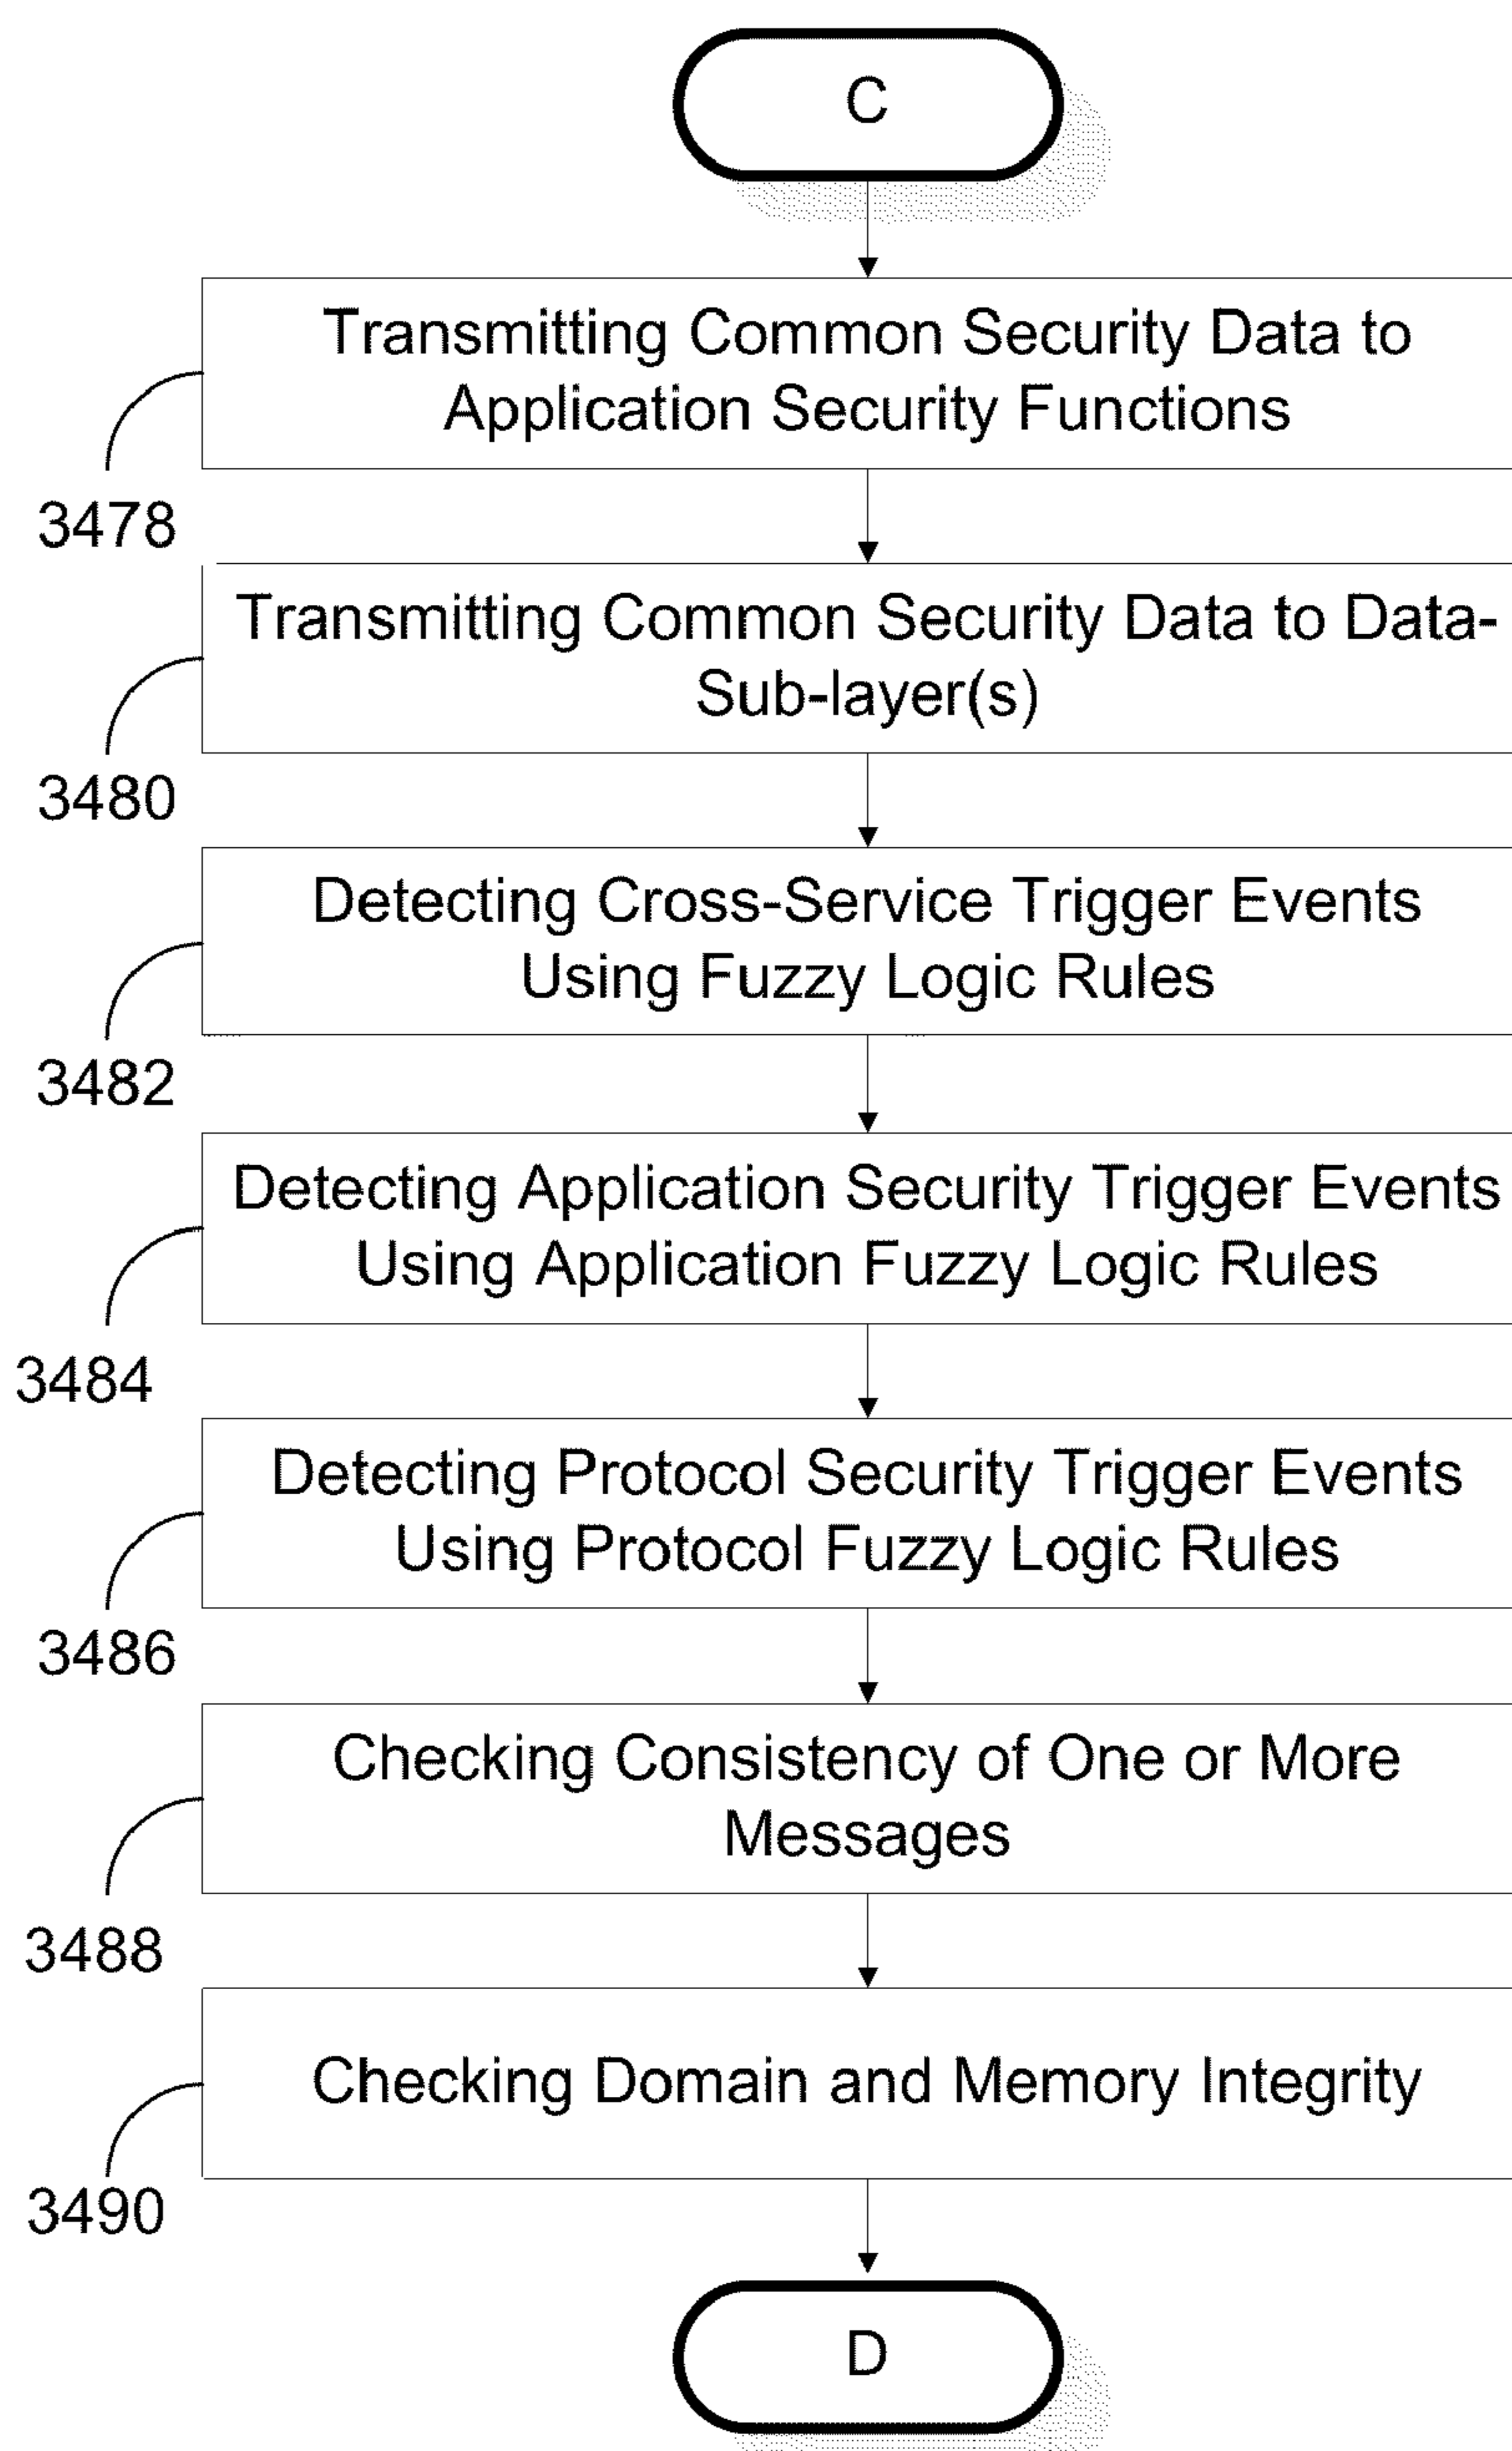 C
Transmitting Common Security Data to
Application Security Functions
3478
Transmitting Common Security Data to Data-
Sub-layer(s)
3480
Detecting Cross-Service Trigger Events
Using Fuzzy Logic Rules
3482
Detecting Application Security Trigger Events
Using Application Fuzzy Logic Rules
3484
Detecting Protocol Security Trigger Events
Using Protocol Fuzzy Logic Rules
3486
Checking Consistency of One or More
Messages
3488
Checking Domain and Memory Integrity
3490
D